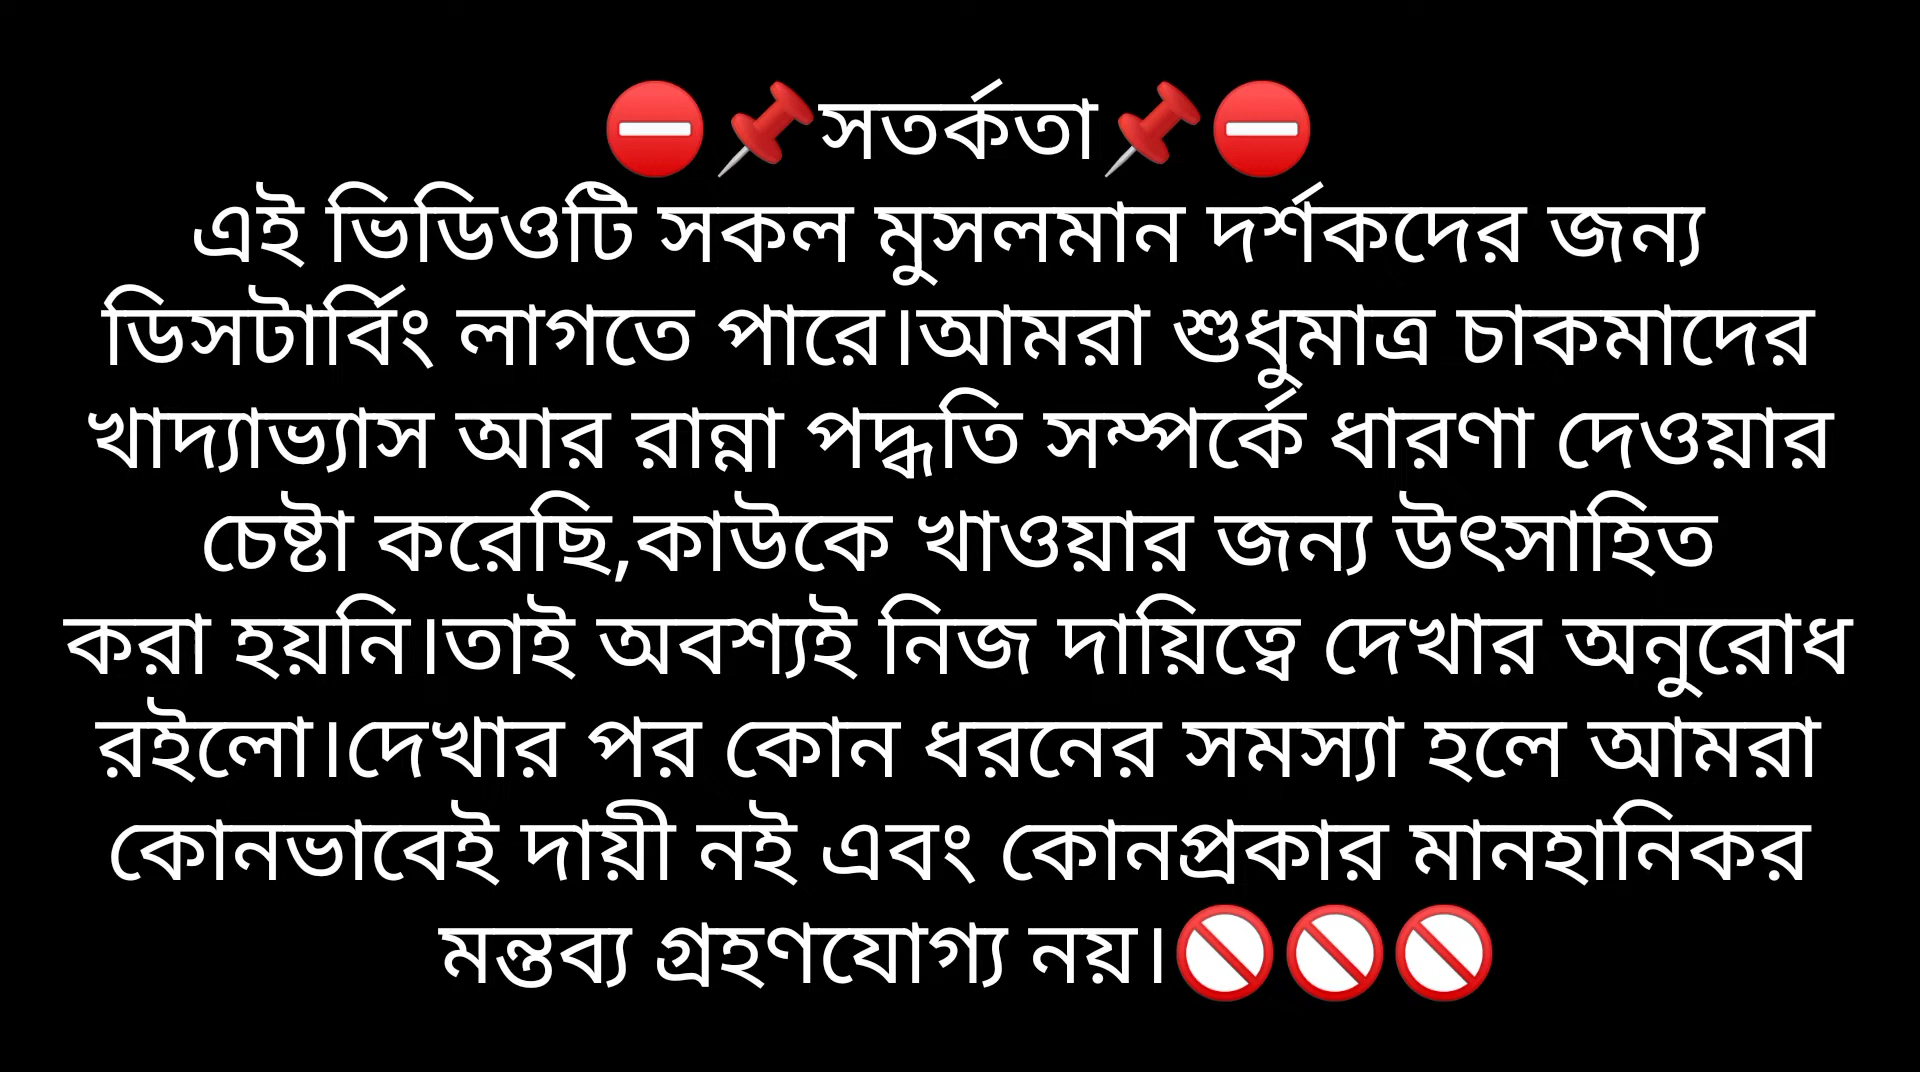 ⛔📌সতর্কতা📌⛔
এই ভিডিওটি সকল মুসলমান দর্শকদের জন্য
ডিসটার্বিং লাগতে পারে।আমরা শুধুমাত্র চাকমাদের
খাদ্যাভ্যাস আর রান্না পদ্ধতি সম্পর্কে ধারণা দেওয়ার
চেষ্টা করেছি,কাউকে খাওয়ার জন্য উৎসাহিত
করা হয়নি।তাই অবশ্যই নিজ দায়িত্বে দেখার অনুরোধ
রইলো।দেখার পর কোন ধরনের সমস্যা হলে আমরা
কোনভাবেই দায়ী নই এবং কোনপ্রকার মানহানিকর
মন্তব্য গ্রহণযোগ্য নয়।🚫🚫🚫